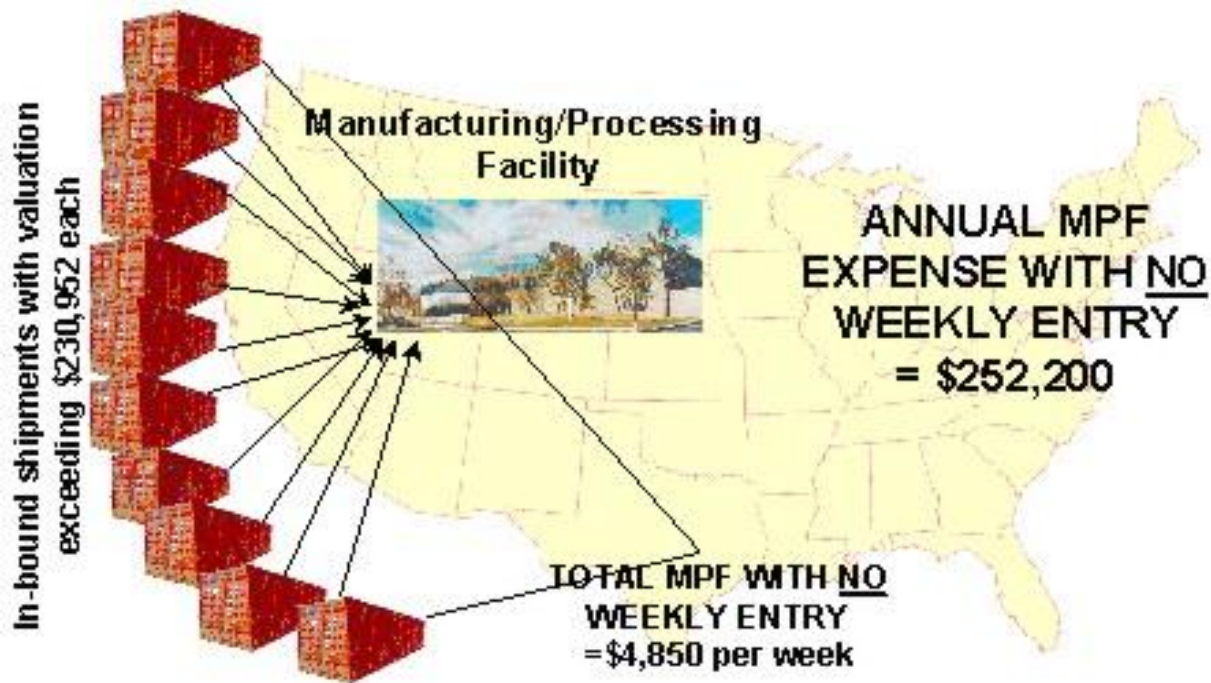 In-bound shipments with valuation
exceeding $230,952 each
Manufacturing/Processing
Facility
ANNUAL MPF
EXPENSE WITH NO
WEEKLY ENTRY
= $252,200
TOTAL MPF WITH NO
WEEKLY ENTRY
=$4,850 per week